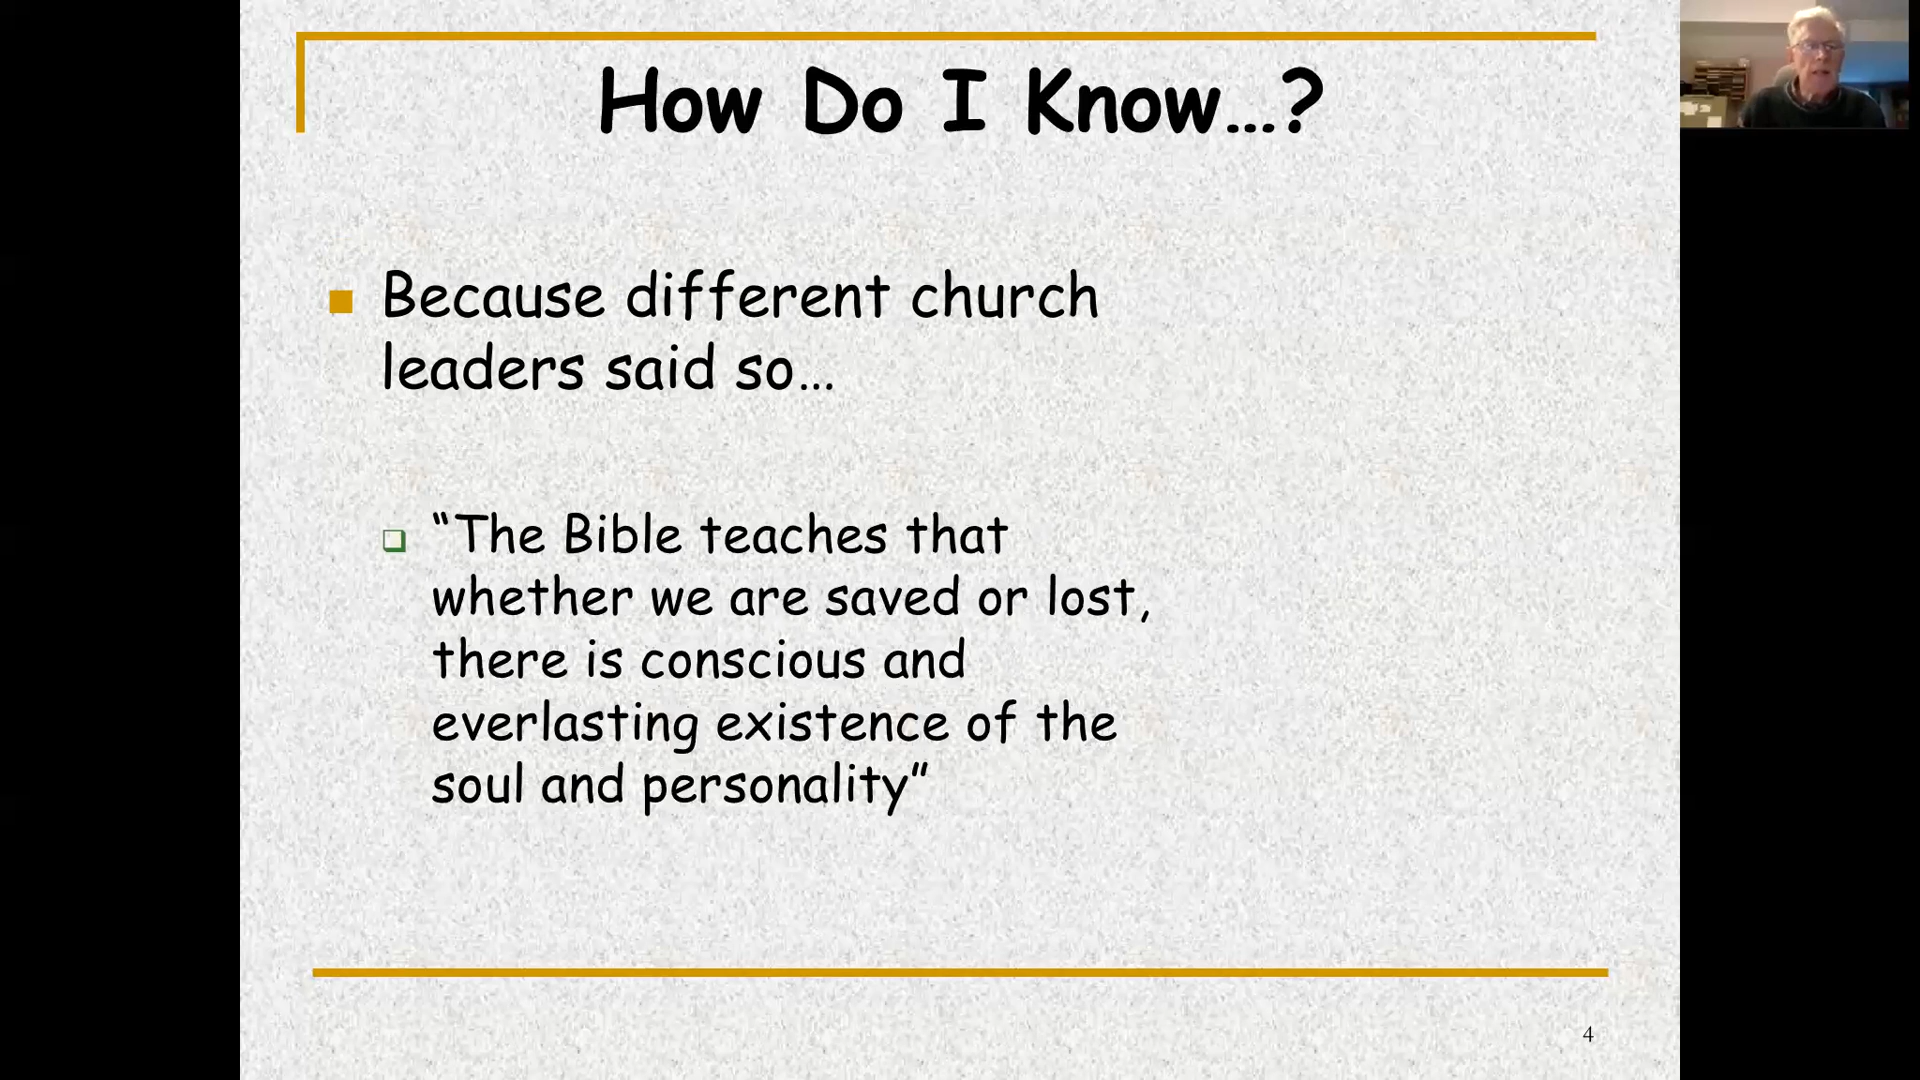 How Do I Know...?
Because different church
leaders said so...
“The Bible teaches that
whether we are saved or lost,
there is conscious and
everlasting existence of the
soul and personality”
4